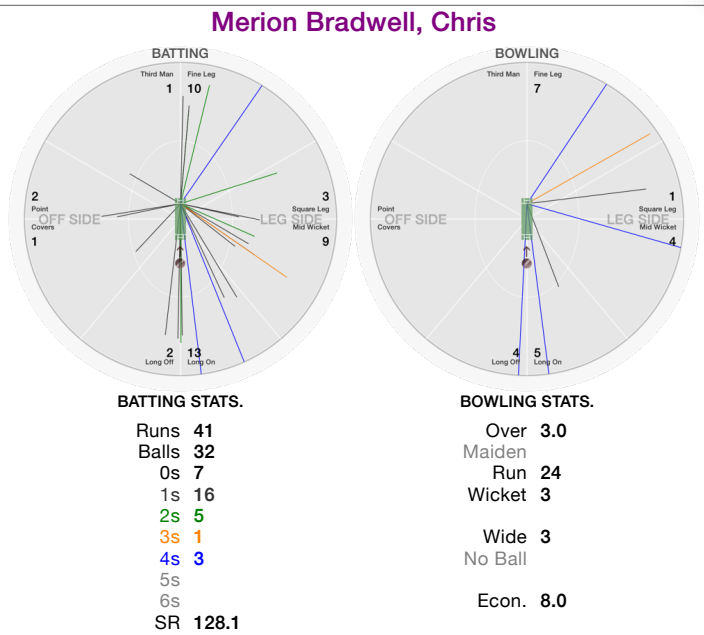 Merion Bradwell, Chris
BATTING
Third Man Fine Leg
1 10
2 3
Point Square Leg
OFF SIDE LEG SIDE
Covers Mid Wicket
1 9
2 13
Long Off Long On
BATTING STATS.
Runs 41
Balls 32
0s 7
1s 16
2s 5
3s 1
4s 3
5s
6s
SR 128.1
BOWLING
Third Man Fine Leg
7
1
Point Square Leg
OFF SIDE LEG SIDE
Covers Mid Wicket
4
4 5
Long Off Long On
BOWLING STATS.
Over 3.0
Maiden
Run 24
Wicket 3
Wide 3
No Ball
Econ. 8.0